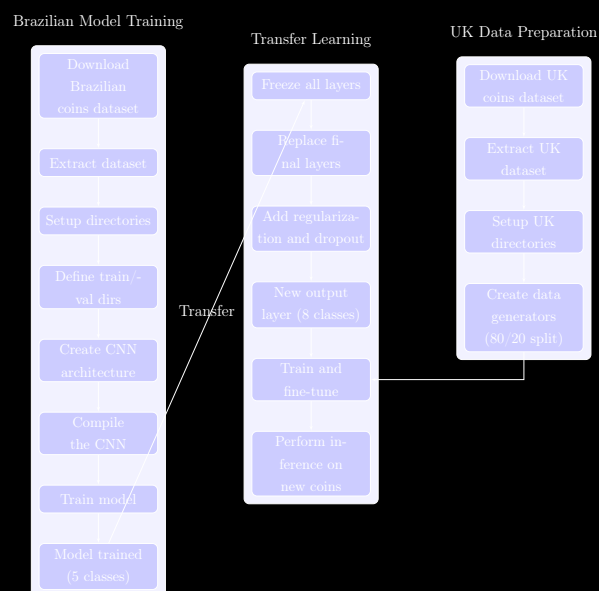 Brazilian Model Training
Download
Brazilian
coins dataset
Extract dataset
Setup directories
Define train/-
val dirs
Create CNN
architecture
Compile
the CNN
Train model
Model trained
(5 classes)
Transfer
Transfer Learning
Freeze all layers
Replace fi-
nal layers
Add regulariza-
tion and dropout
New output
layer (8 classes)
Train and
fine-tune
Perform in-
ference on
new coins
UK Data Preparation
Download UK
coins dataset
Extract UK
dataset
Setup UK
directories
Create data
generators
(80/20 split)